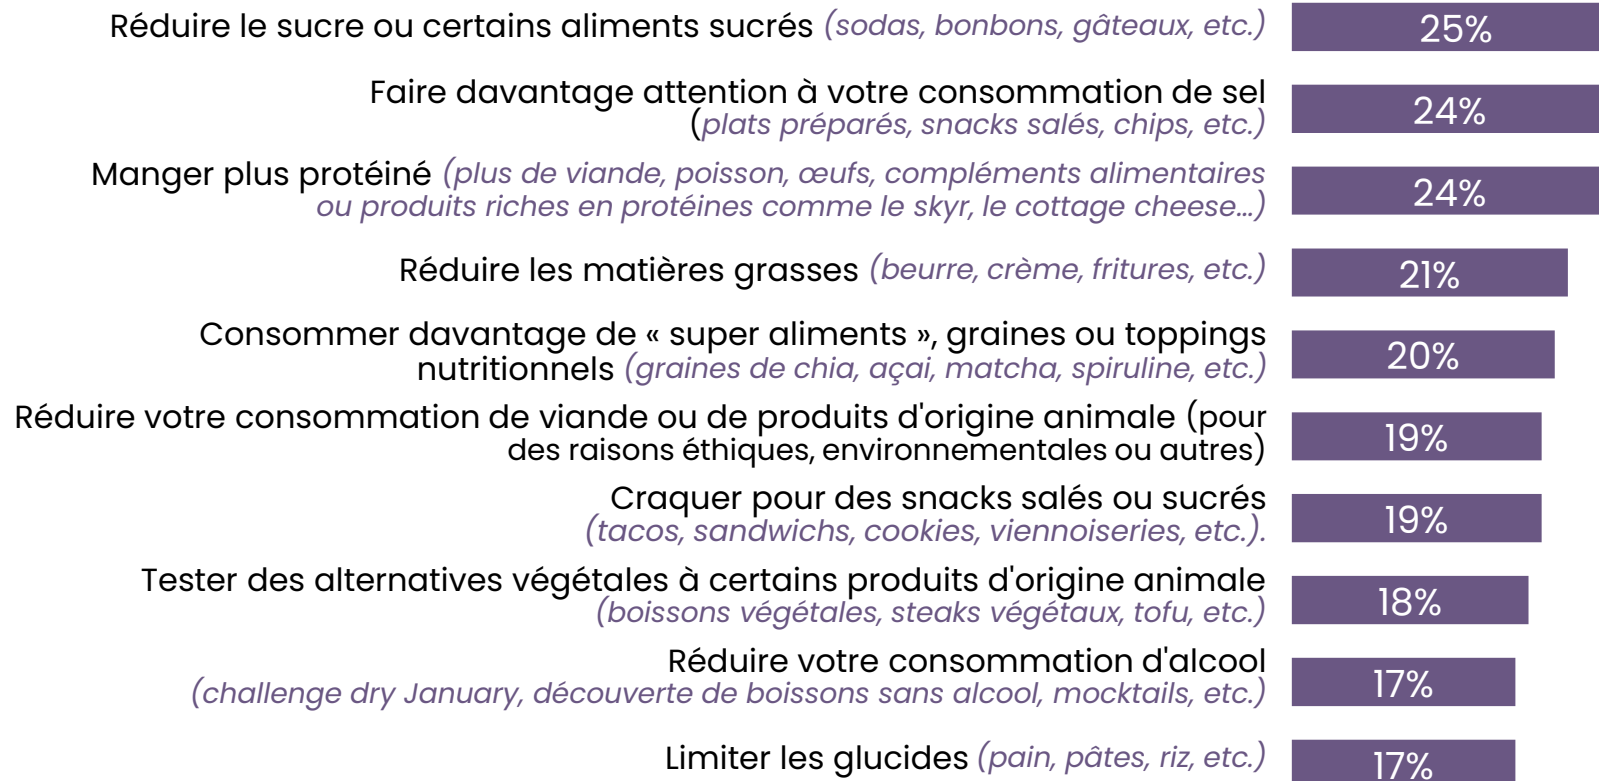 Réduire le sucre ou certains aliments sucrés (sodas, bonbons, gâteaux, etc.) 25%
Faire davantage attention à votre consommation de sel
(plats préparés, snacks salés, chips, etc.) 24%
Manger plus protéiné (plus de viande, poisson, œufs, compléments alimentaires
ou produits riches en protéines comme le skyr, le cottage cheese...) 24%
Réduire les matières grasses (beurre, crème, fritures, etc.) 21%
Consommer davantage de « super aliments », graines ou toppings
nutritionnels (graines de chia, açai, matcha, spiruline, etc.) 20%
Réduire votre consommation de viande ou de produits d'origine animale (pour
des raisons éthiques, environnementales ou autres) 19%
Craquer pour des snacks salés ou sucrés
(tacos, sandwichs, cookies, viennoiseries, etc.). 19%
Tester des alternatives végétales à certains produits d'origine animale
(boissons végétales, steaks végétaux, tofu, etc.) 18%
Réduire votre consommation d'alcool
(challenge dry January, découverte de boissons sans alcool, mocktails, etc.) 17%
Limiter les glucides (pain, pâtes, riz, etc.) 17%